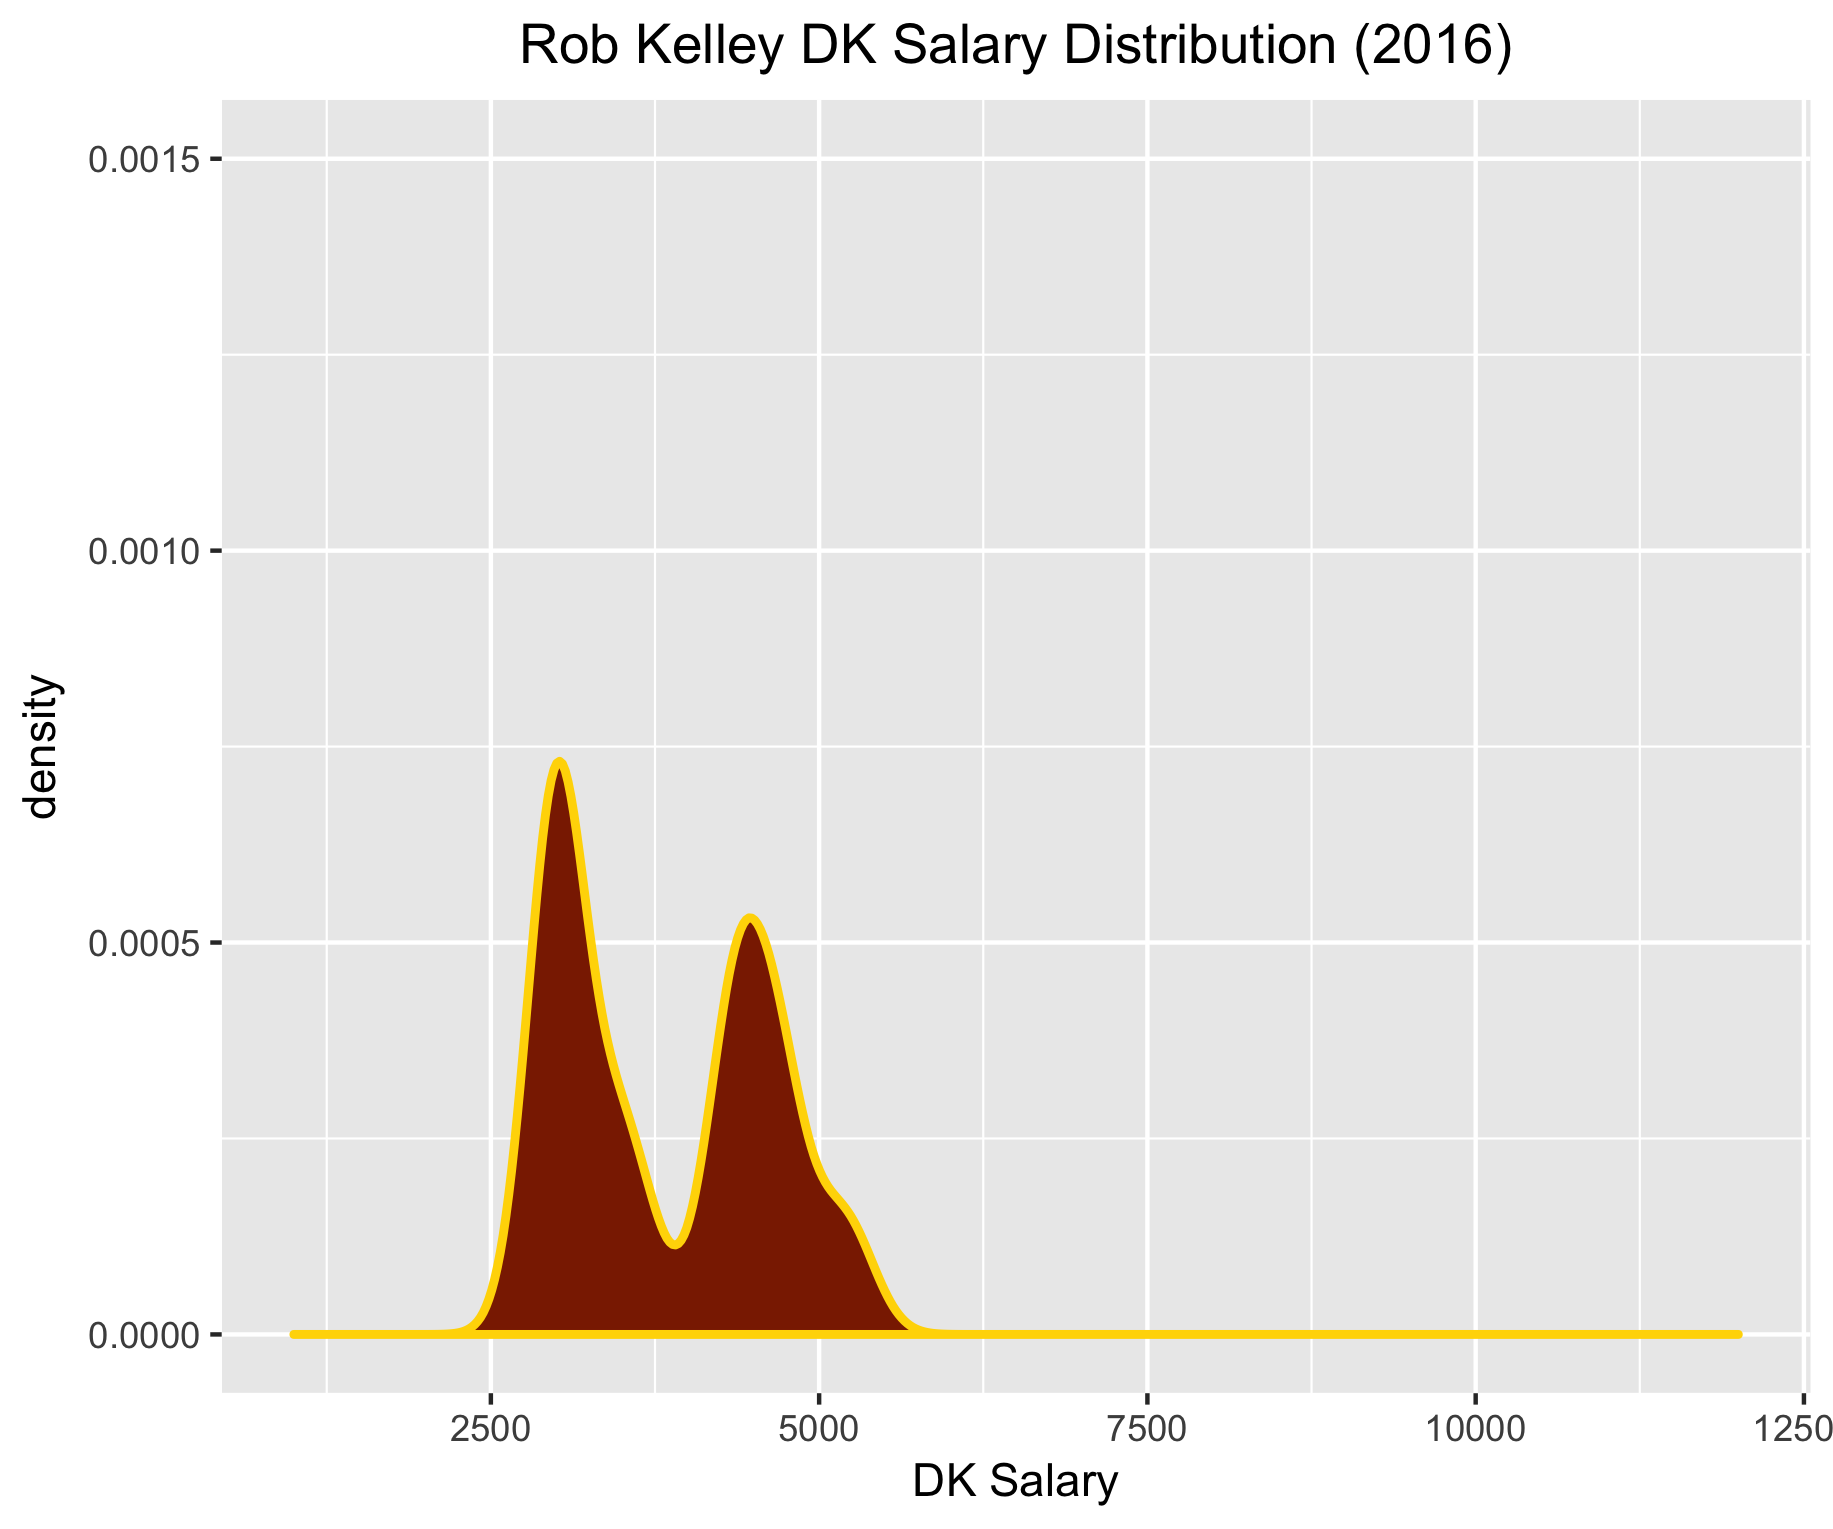 Rob Kelley DK Salary Distribution (2016)
0.0015
0.0010
0.0005
0.0000
density
2500 5000 7500 10000 1250
DK Salary